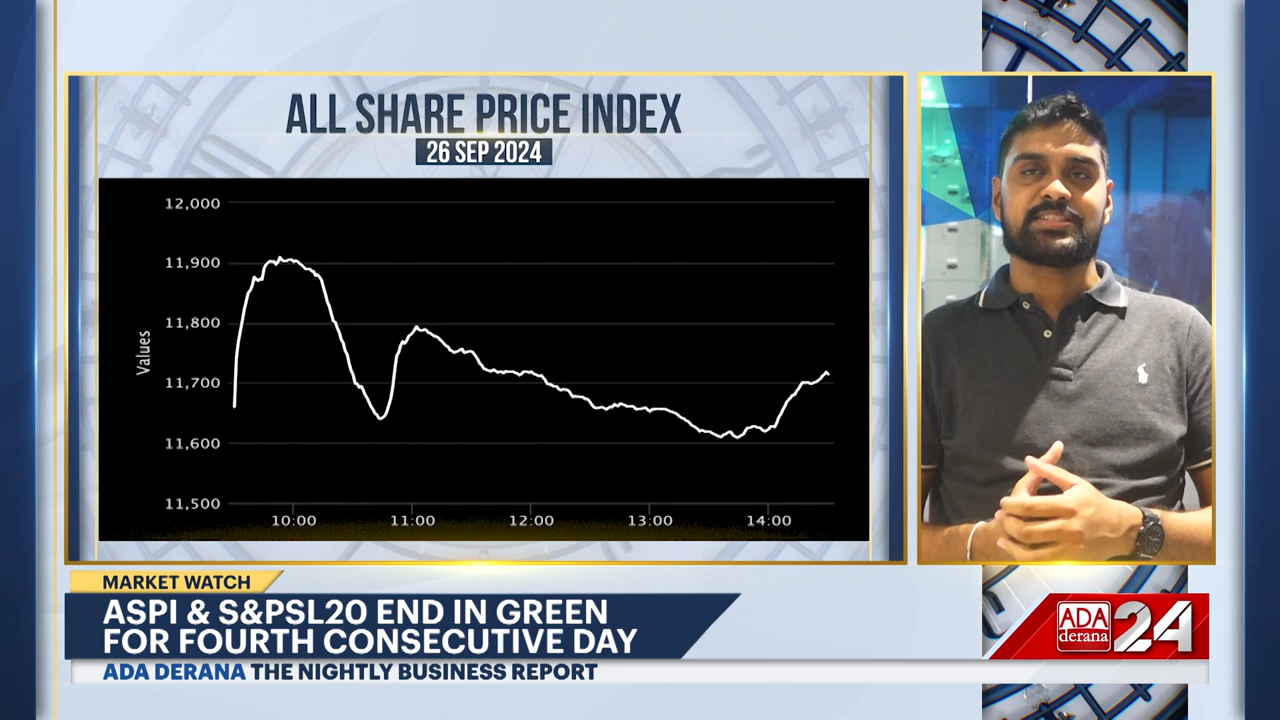 ALL SHARE PRICE INDEX
26 SEP 2024
12,000
11,900
11,800
11,700
11,600
11,500
Values
10:00 11:00 12:00 13:00 14:00
MARKET WATCH
ASPI & S&PSL20 END IN GREEN
FOR FOURTH CONSECUTIVE DAY
ADA DERANA THE NIGHTLY BUSINESS REPORT
ADA
derana
24